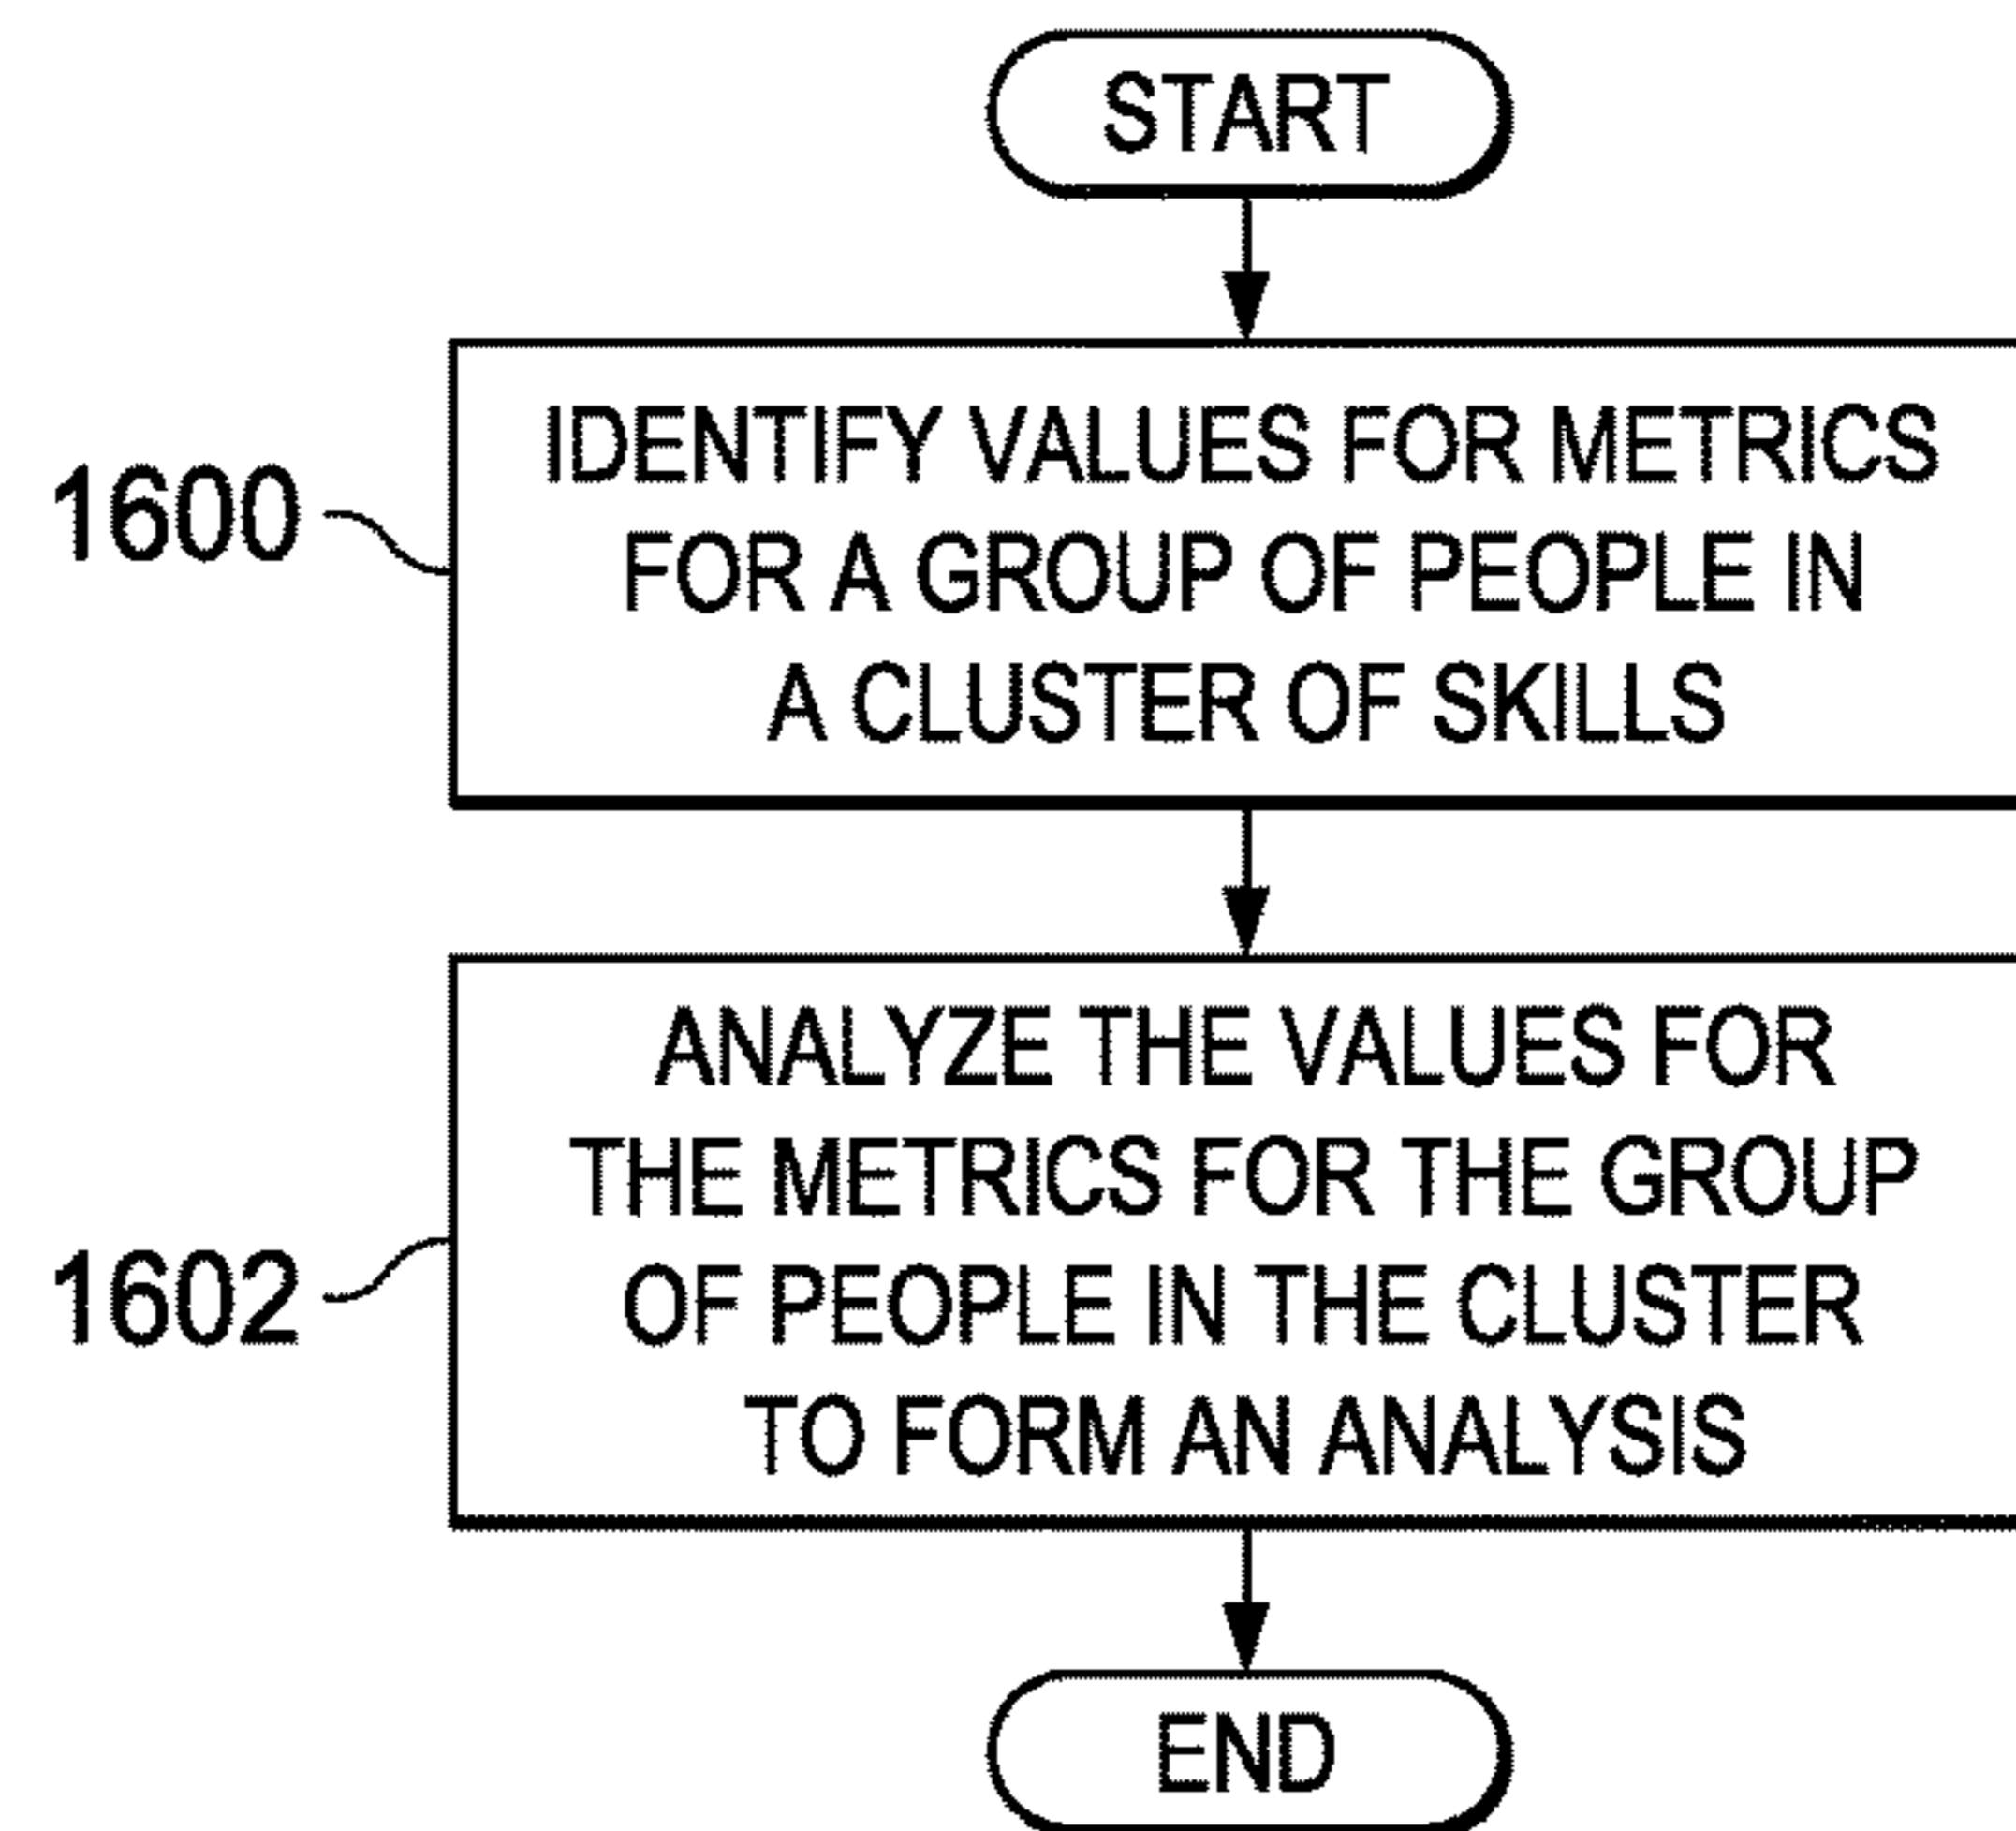 START
1600
IDENTIFY VALUES FOR METRICS
FOR A GROUP OF PEOPLE IN
A CLUSTER OF SKILLS
1602
ANALYZE THE VALUES FOR
THE METRICS FOR THE GROUP
OF PEOPLE IN THE CLUSTER
TO FORM AN ANALYSIS
END